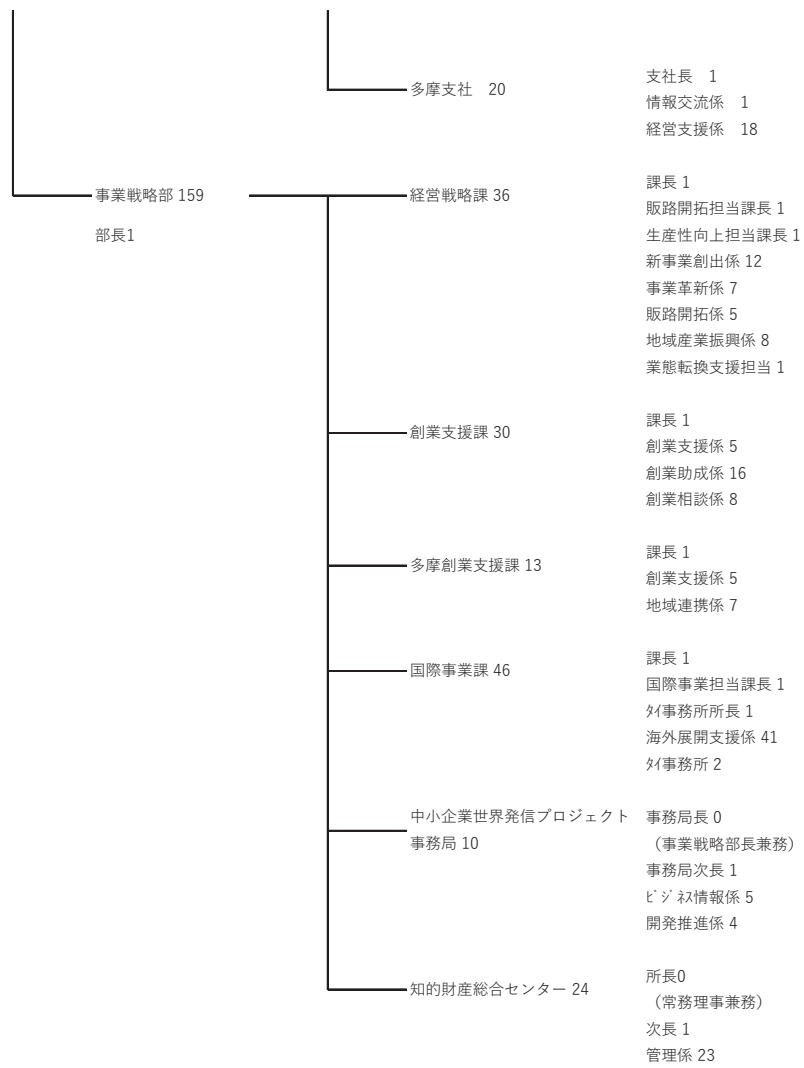 多摩支社　20
支社長　1
情報交流係　1
経営支援係　18
事業戦略部 159
部長1
経営戦略課 36
課長 1
販路開拓担当課長 1
生産性向上担当課長 1
新事業創出係 12
事業革新係 7
販路開拓係 5
地域産業振興係 8
業態転換支援担当 1
創業支援課 30
課長 1
創業支援係 5
創業助成係 16
創業相談係 8
多摩創業支援課 13
課長 1
創業支援係 5
地域連携係 7
国際事業課 46
課長 1
国際事業担当課長 1
ﾀｲ事務所所長 1
海外展開支援係 41
ﾀｲ事務所 2
中小企業世界発信プロジェクト
事務局 10
事務局長 0
（事業戦略部長兼務）
事務局次長 1
ﾋﾞｼﾞﾈｽ情報係 5
開発推進係 4
知的財産総合センター 24
所長0
（常務理事兼務）
次長 1
管理係 23